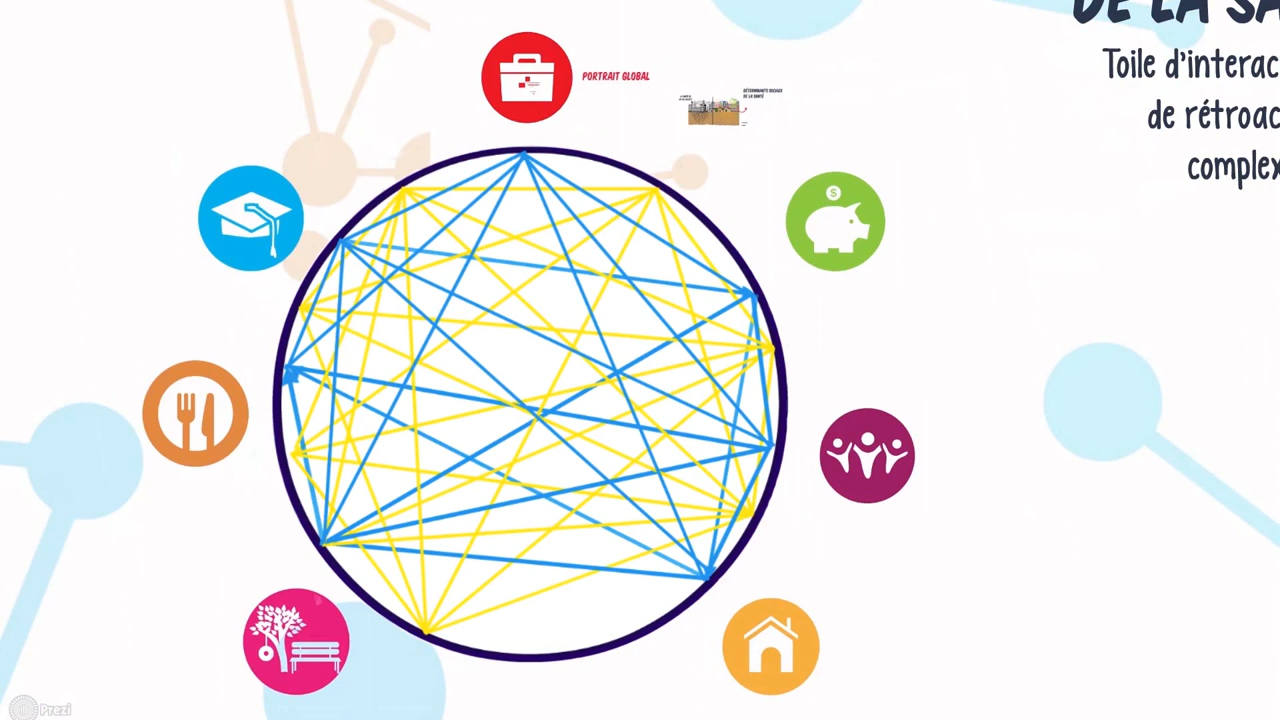 DE LA SA
Toile d'interac
de rétroac
complex
PORTRAIT GLOBAL
DÉTERMINANTS SOCIAUX
DE LA SANTÉ
$
Prezi